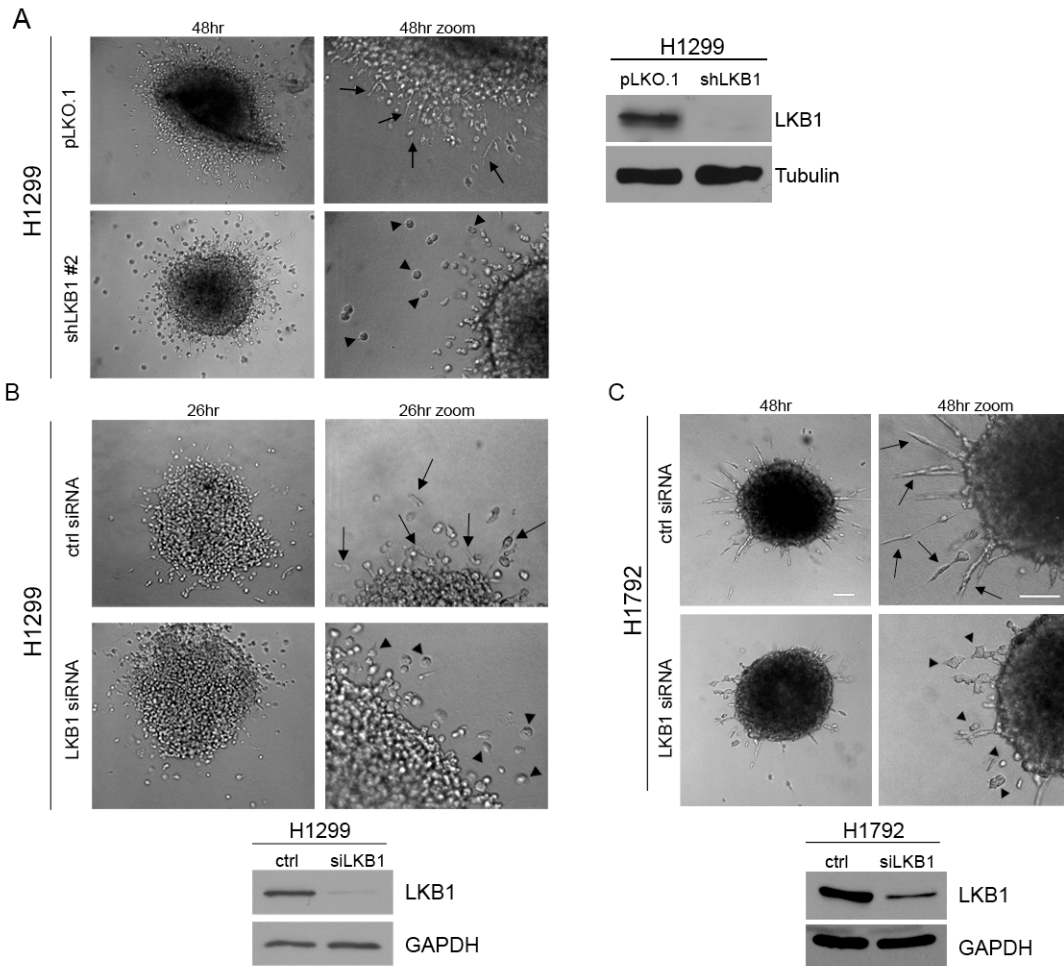 A
48hr
48hr zoom
H1299
pLKO.1
shLKB1 #2
H1299
pLKO.1 shLKB1
LKB1
Tubulin
B
26hr
26hr zoom
H1299
ctrl siRNA
LKB1 siRNA
H1299
ctrl siLKB1
LKB1
GAPDH
C
48hr
48hr zoom
H1792
ctrl siRNA
LKB1 siRNA
H1792
ctrl siLKB1
LKB1
GAPDH